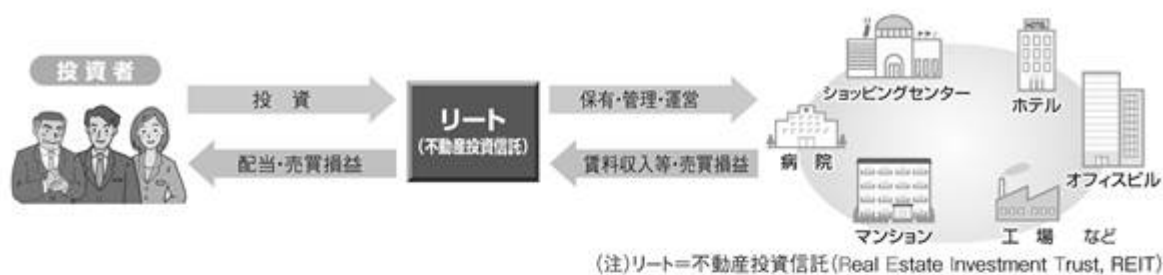 投資者
投 資
配当・売買損益
リート
(不動産投資信託)
保有・管理・運営
賃料収入等・売買損益
ショッピングセンター
HOTEL
ホテル
病 院
オフィスビル
マンション
工 場 など
(注)リート=不動産投資信託(Real Estate Investment Trust, REIT)